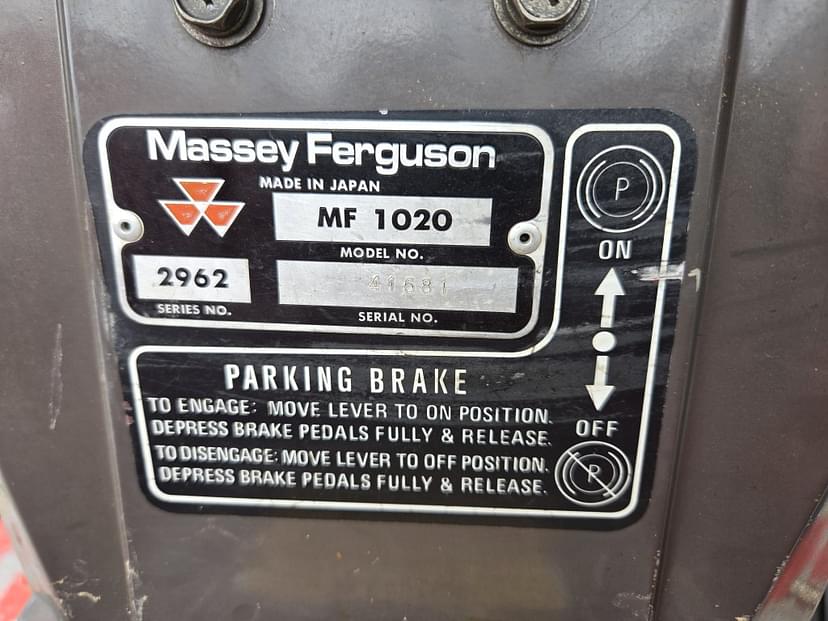 Massey Ferguson
MADE IN JAPAN
MF 1020
MODEL NO.
2962
41681
SERIES NO.
SERIAL NO.
P
ON
PARKING BRAKE
TO ENGAGE: MOVE LEVER TO ON POSITION.
DEPRESS BRAKE PEDALS FULLY & RELEASE.
TO DISENGAGE: MOVE LEVER TO OFF POSITION.
DEPRESS BRAKE PEDALS FULLY & RELEASE.
OFF
P